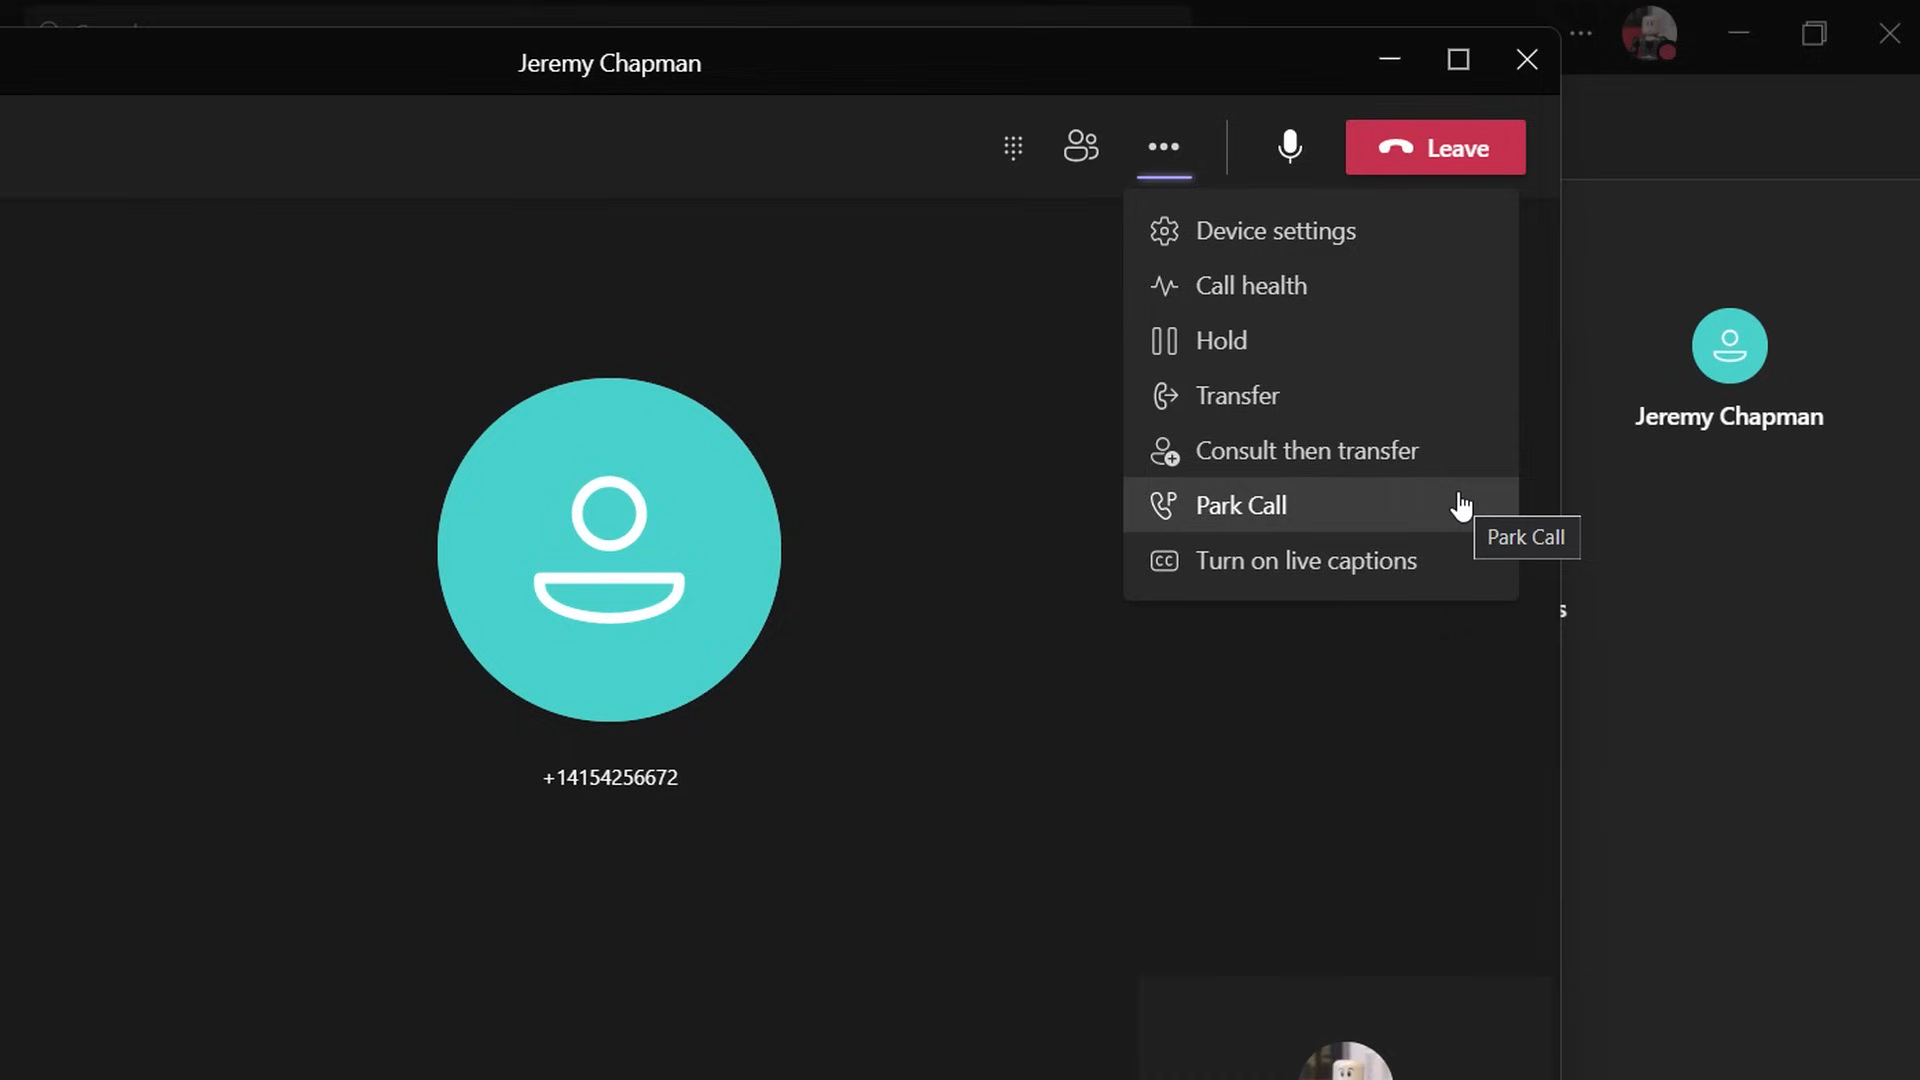 Jeremy Chapman
Leave
Device settings
Call health
Hold
Transfer
Consult then transfer
Park Call
Park Call
CC Turn on live captions
Jeremy Chapman
s
+14154256672